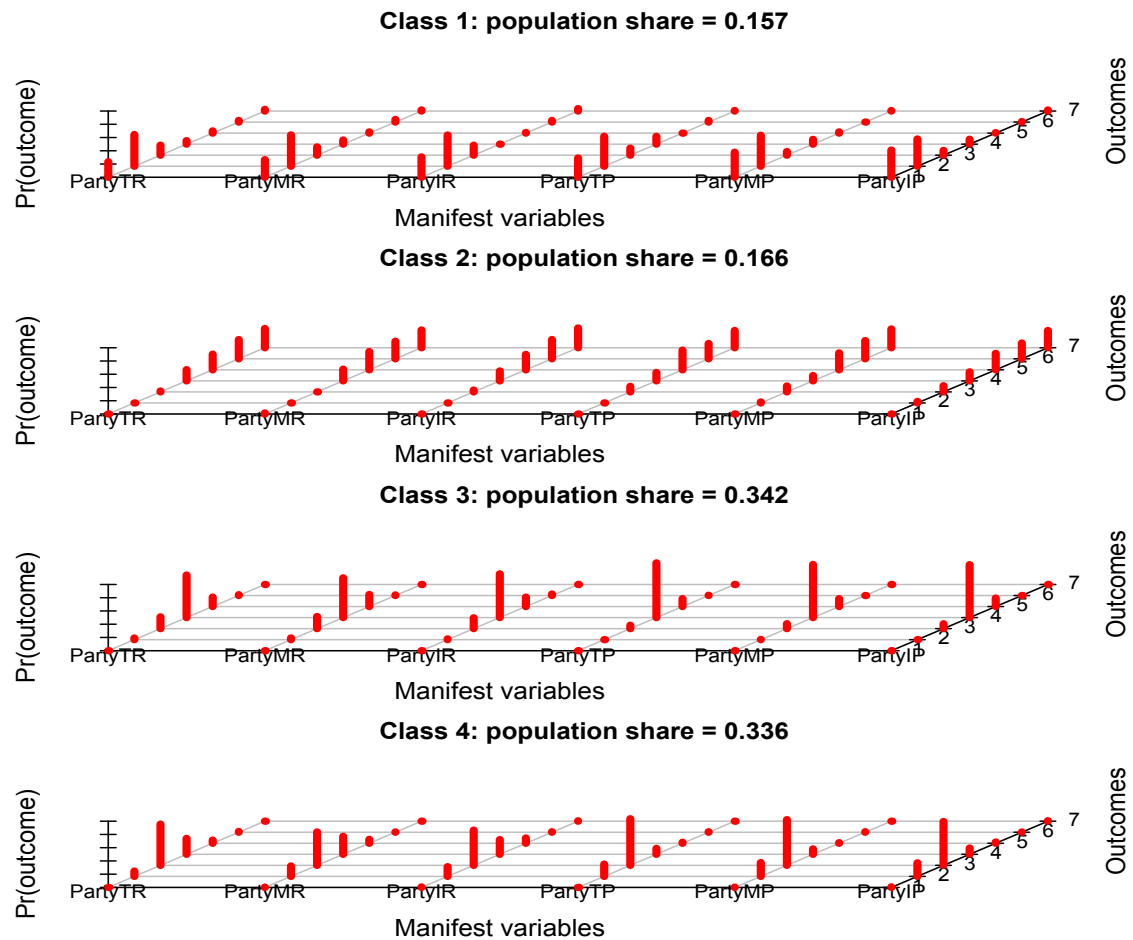 Class 1: population share = 0.157
Pr(outcome)
Outcomes
1 2 3 4 5 6 7
PartyTR PartyMR PartyIR PartyTP PartyMP PartyIP
Manifest variables
Class 2: population share = 0.166
Pr(outcome)
Outcomes
1 2 3 4 5 6 7
PartyTR PartyMR PartyIR PartyTP PartyMP PartyIP
Manifest variables
Class 3: population share = 0.342
Pr(outcome)
Outcomes
1 2 3 4 5 6 7
PartyTR PartyMR PartyIR PartyTP PartyMP PartyIP
Manifest variables
Class 4: population share = 0.336
Pr(outcome)
Outcomes
1 2 3 4 5 6 7
PartyTR PartyMR PartyIR PartyTP PartyMP PartyIP
Manifest variables